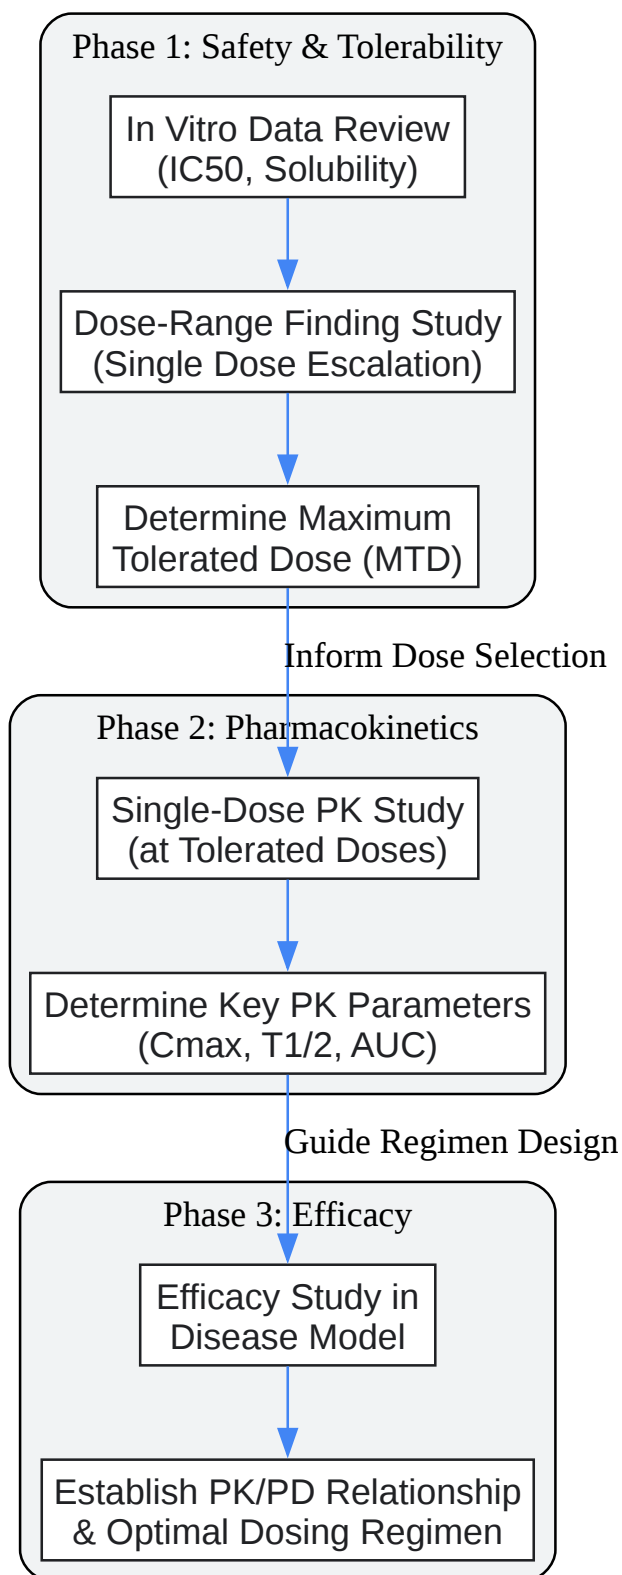 Phase 1: Safety & Tolerability
In Vitro Data Review
(IC50, Solubility)
Dose-Range Finding Study
(Single Dose Escalation)
Determine Maximum
Tolerated Dose (MTD)
Inform Dose Selection
Phase 2: Pharmacokinetics
Single-Dose PK Study
(at Tolerated Doses)
Determine Key PK Parameters
(Cmax, T1/2, AUC)
Guide Regimen Design
Phase 3: Efficacy
Efficacy Study in
Disease Model
Establish PK/PD Relationship
& Optimal Dosing Regimen